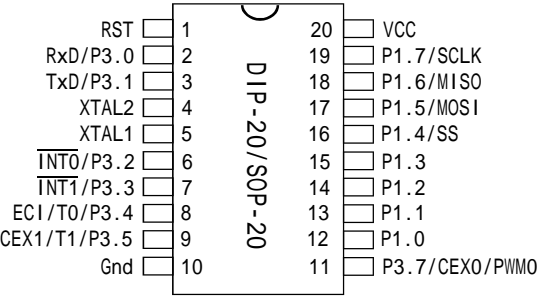 RST 1 20 VCC
RxD/P3.0 2 19 P1.7/SCLK
TxD/P3.1 3 18 P1.6/MISO
XTAL2 4 17 P1.5/MOSI
XTAL1 5 16 P1.4/SS
INT0/P3.2 6 15 P1.3
INT1/P3.3 7 14 P1.2
ECI/T0/P3.4 8 13 P1.1
CEX1/T1/P3.5 9 12 P1.0
Gnd 10 11 P3.7/CEX0/PWM0
DIP-20/SOP-20